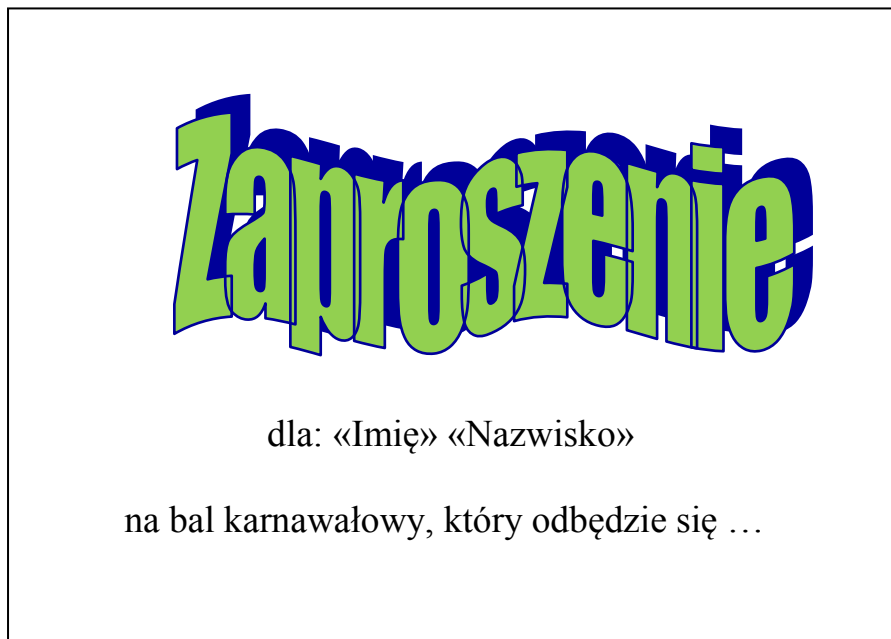 Zaproszenie
dla: «Imię» «Nazwisko»
na bal karnawałowy, który odbędzie się …